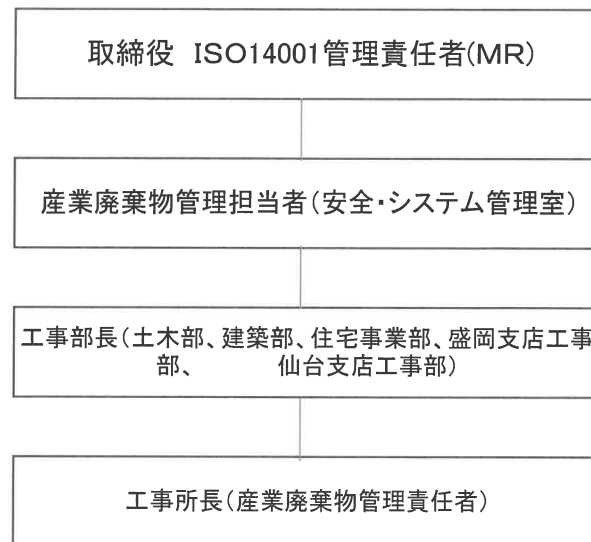 取締役 ISO14001管理責任者(MR)
産業廃棄物管理担当者(安全・システム管理室)
工事部長(土木部、建築部、住宅事業部、盛岡支店工事
部、 仙台支店工事部)
工事所長(産業廃棄物管理責任者)